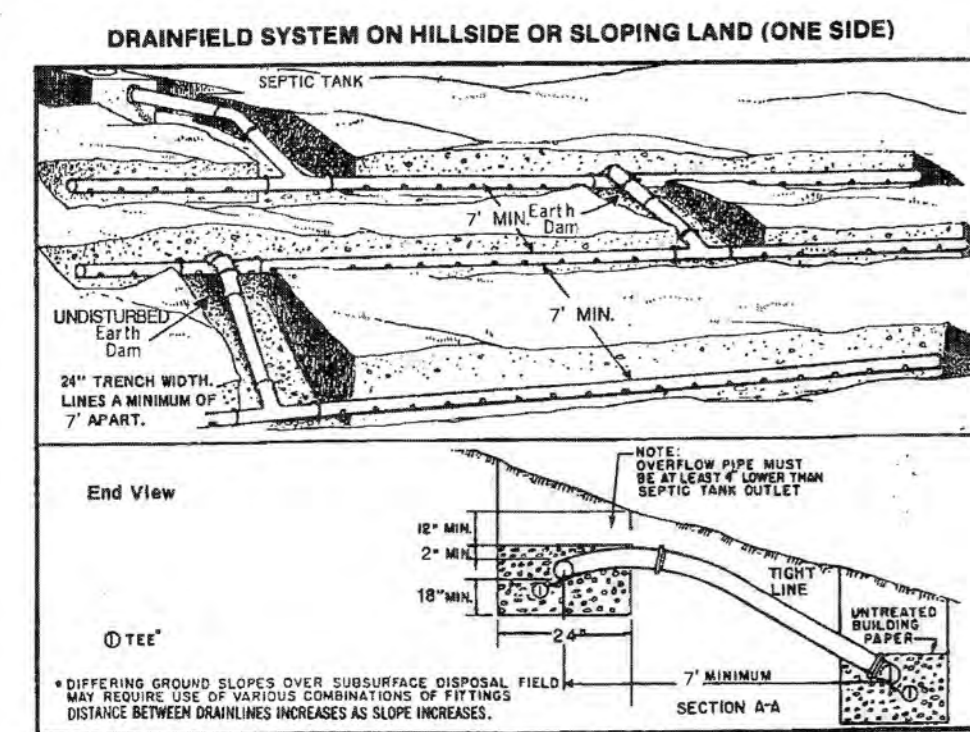 DRAINFIELD SYSTEM ON HILLSIDE OR SLOPING LAND (ONE SIDE)
SEPTIC TANK
7' MIN.
Earth
Dam
7' MIN.
UNDISTURBED
Earth
Dam
24" TRENCH WIDTH.
LINES A MINIMUM OF
7' APART.
End View
NOTE:
OVERFLOW PIPE MUST
BE AT LEAST 4" LOWER THAN
SEPTIC TANK OUTLET
12" MIN.
2" MIN.
18" MIN.
24"
TIGHT
LINE
UNTREATED
BUILDING
PAPER
① TEE*
①
①
7' MINIMUM
SECTION A-A
* DIFFERING GROUND SLOPES OVER SUBSURFACE DISPOSAL FIELD
MAY REQUIRE USE OF VARIOUS COMBINATIONS OF FITTINGS
DISTANCE BETWEEN DRAINLINES INCREASES AS SLOPE INCREASES.